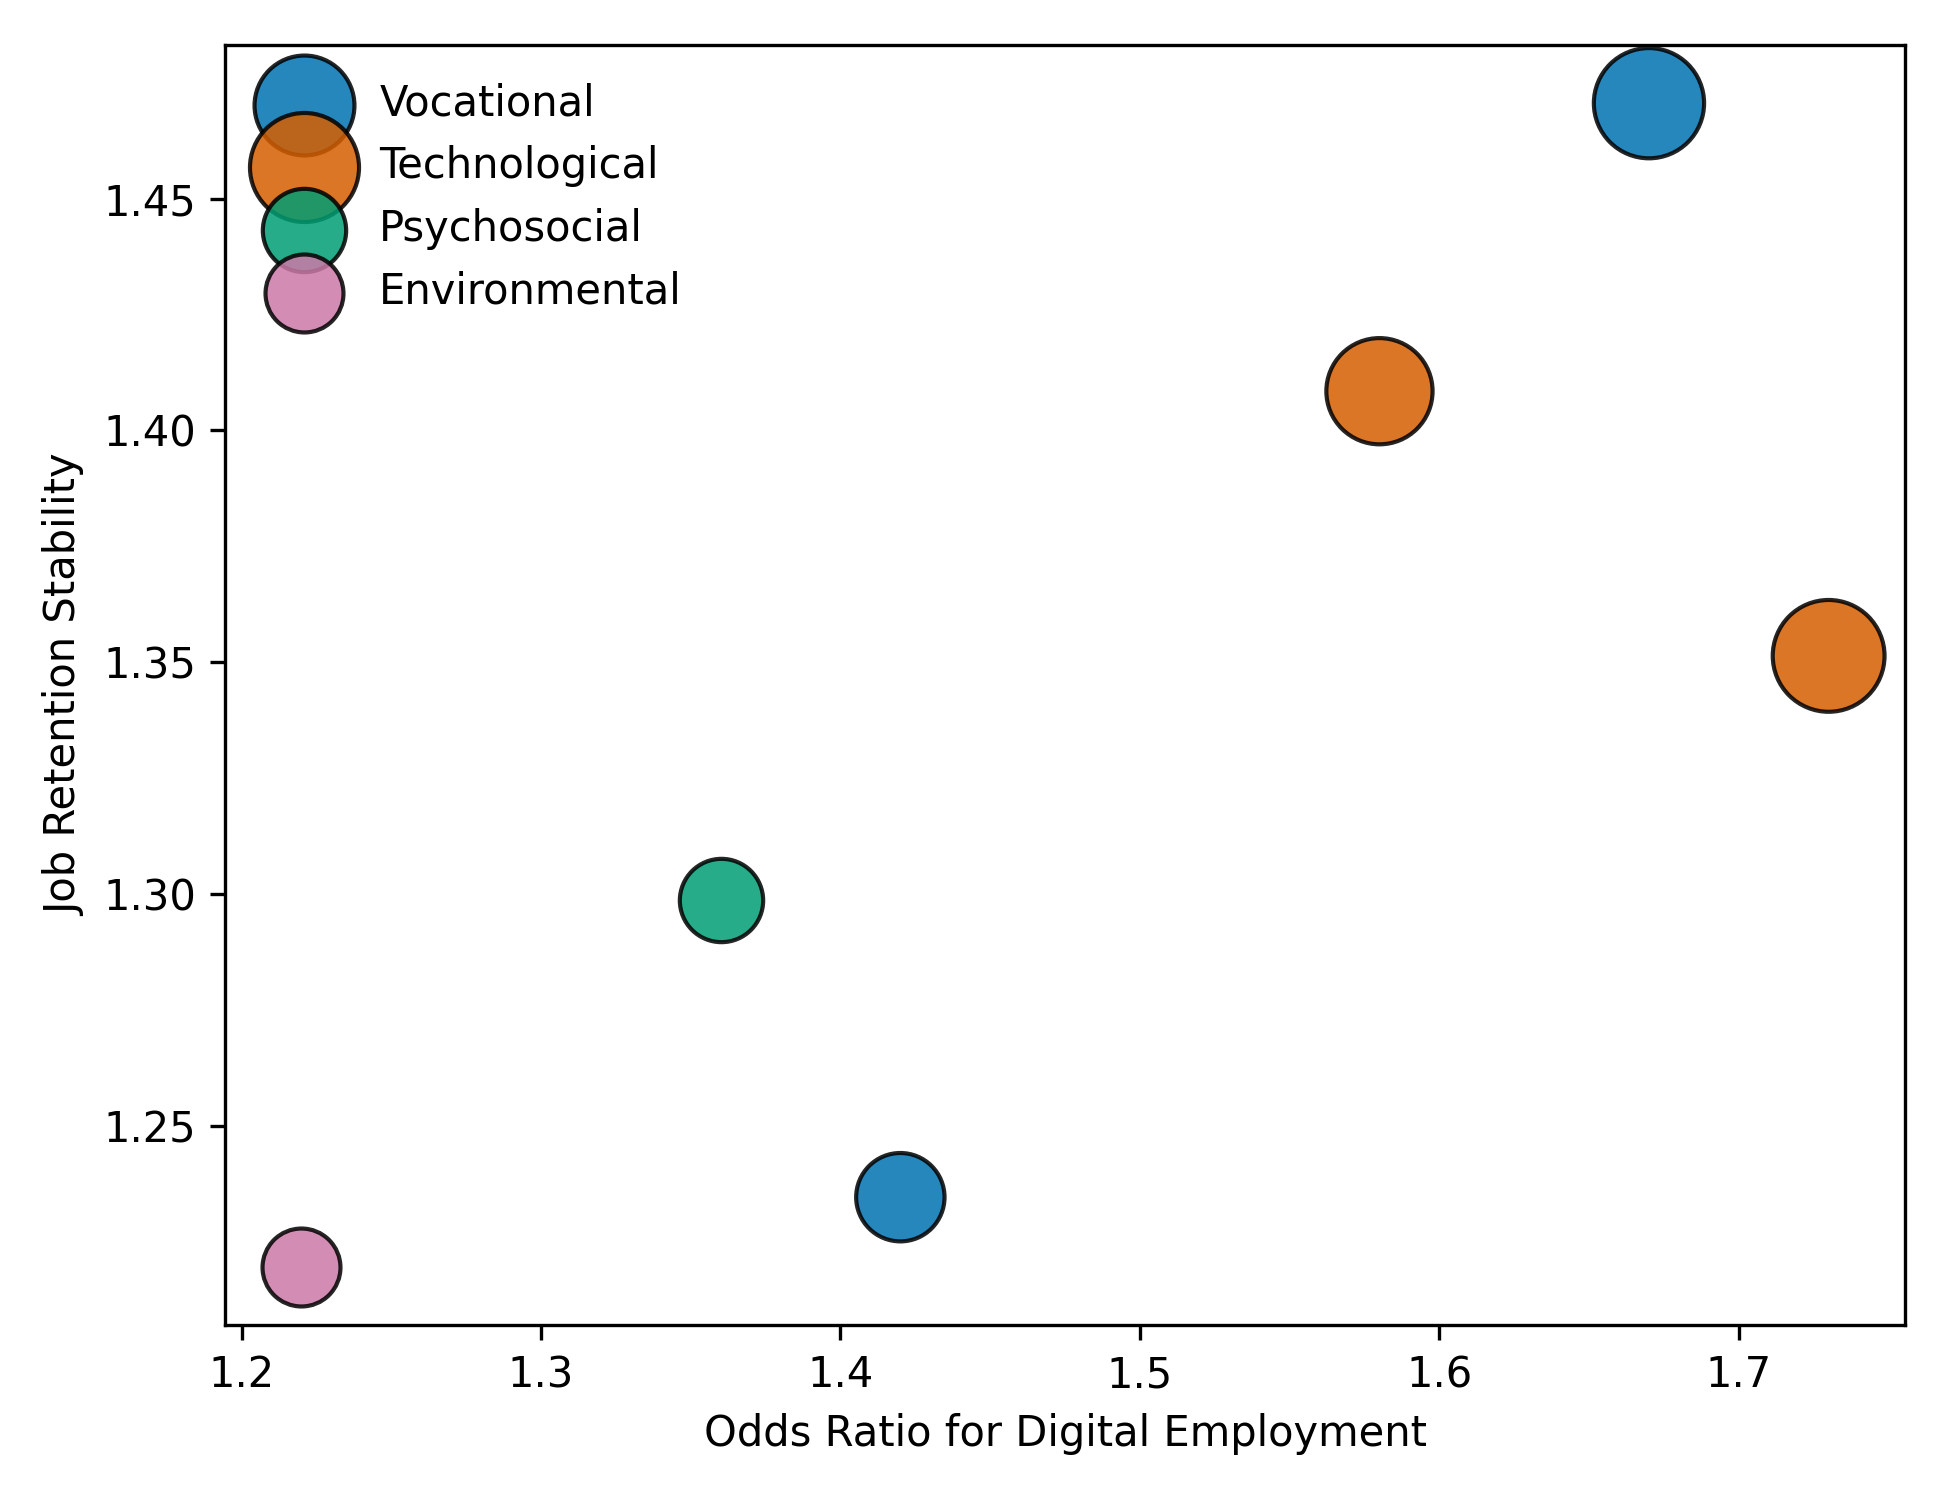 Vocational
Technological
Psychosocial
Environmental
Job Retention Stability
1.45
1.40
1.35
1.30
1.25
1.2 1.3 1.4 1.5 1.6 1.7
Odds Ratio for Digital Employment